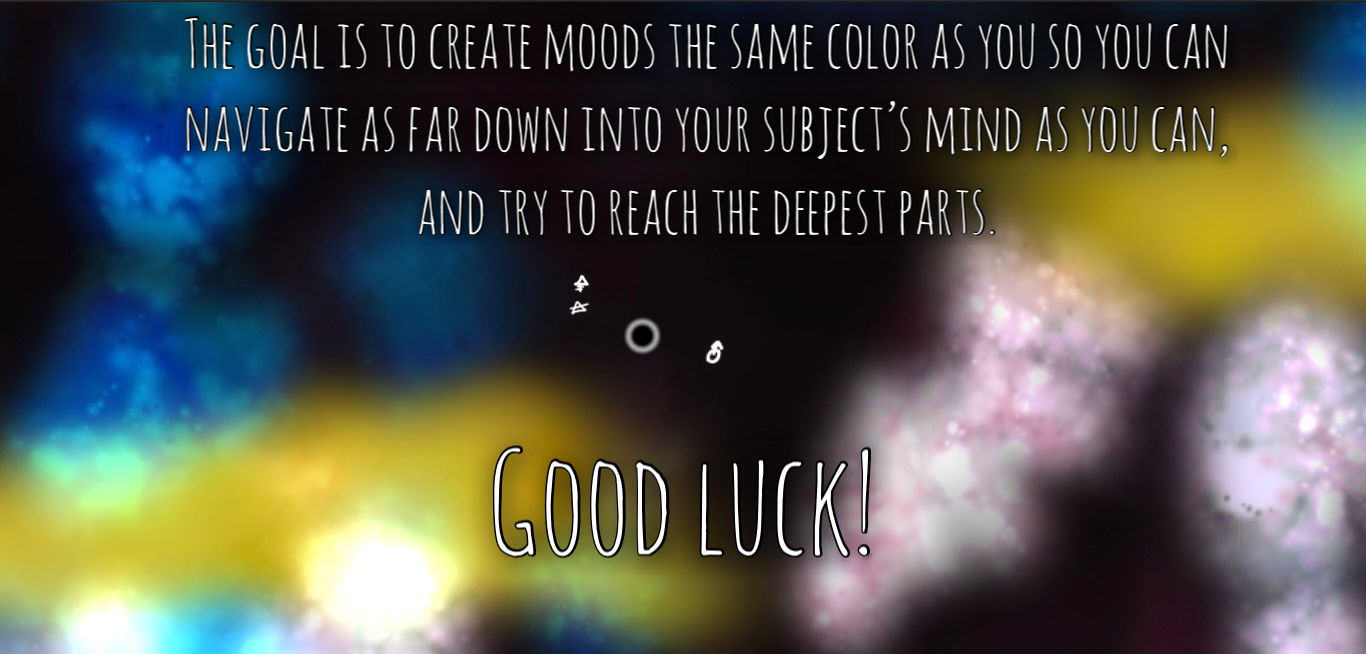 The goal is to create moods the same color as you so you can
navigate as far down into your subject's mind as you can,
and try to reach the deepest parts.
Good luck!